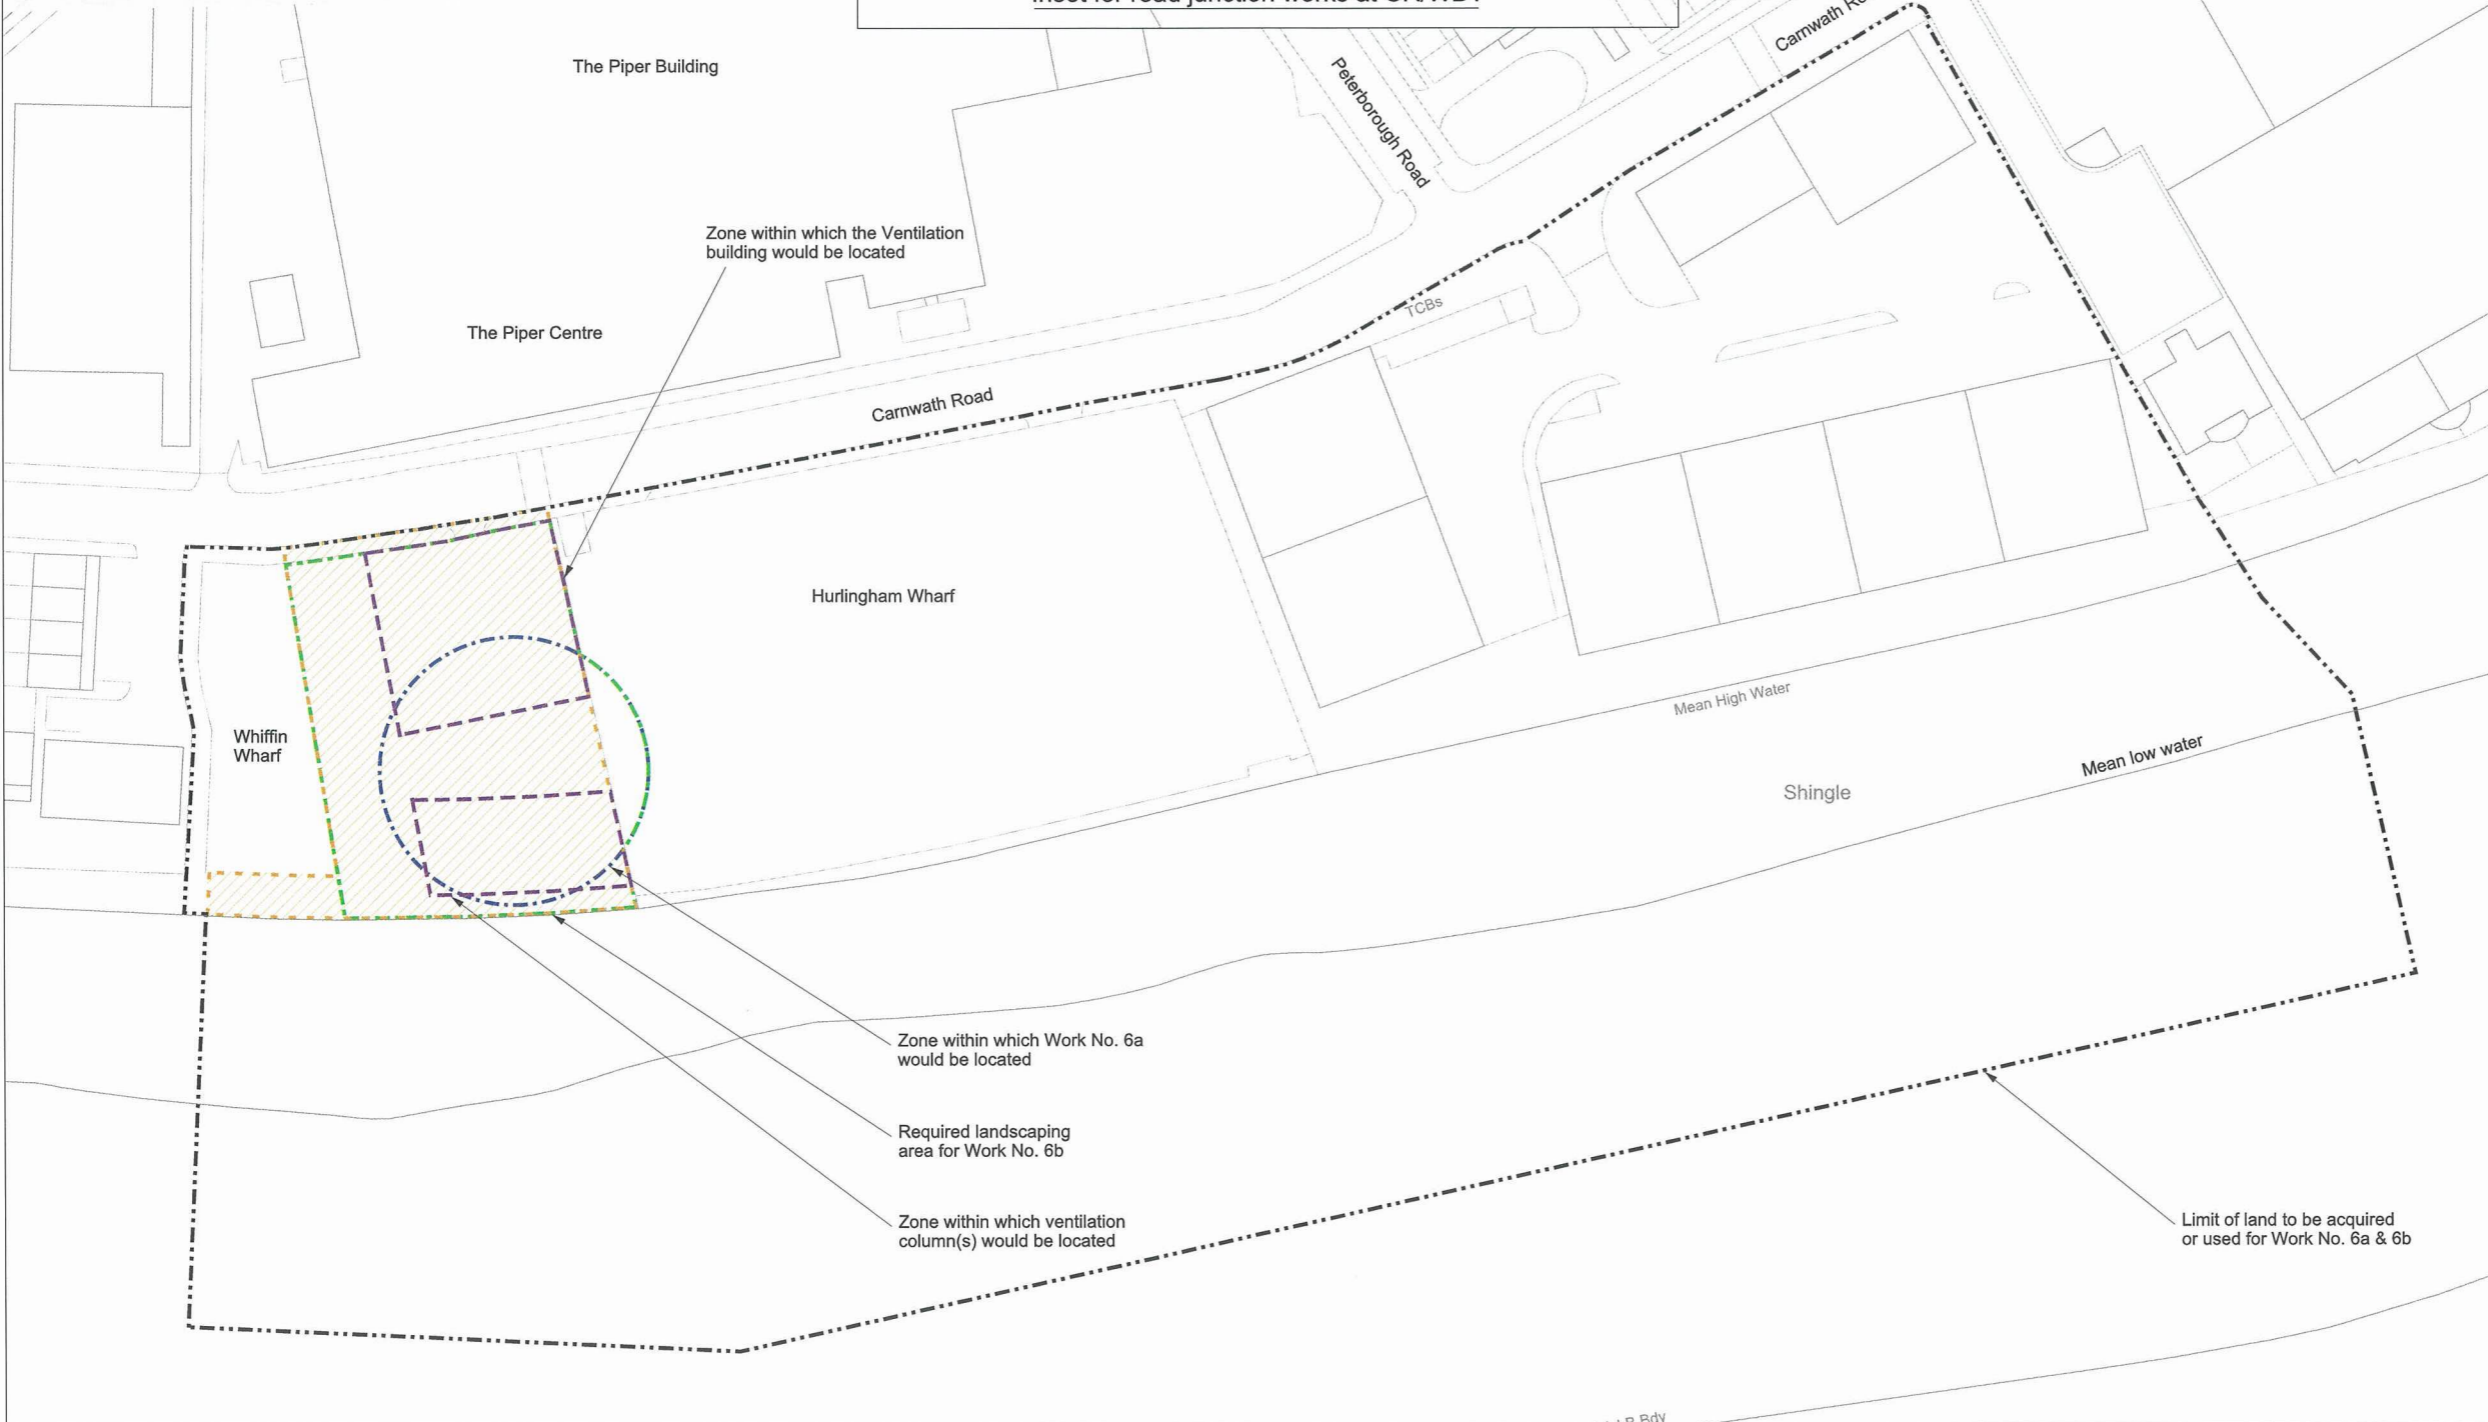 The Piper Building
Peterborough Road
Carnwath
Zone within which the Ventilation
building would be located
TCBs
The Piper Centre
Carnwath Road
Hurlingham Wharf
Whiffin
Wharf
Mean High Water
Mean low water
Shingle
Zone within which Work No. 6a
would be located
Required landscaping
area for Work No. 6b
Zone within which ventilation
column(s) would be located
Limit of land to be acquired
or used for Work No. 6a & 6b
Bdy